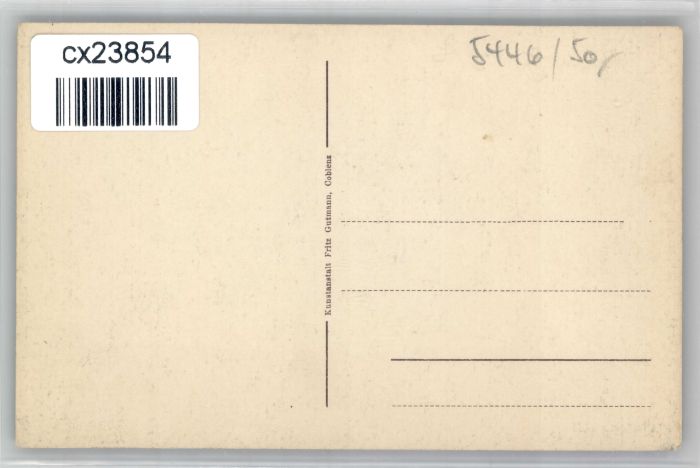 cx23854
5446/50,
Kunstanstalt Fritz Gutmann, Coblenz